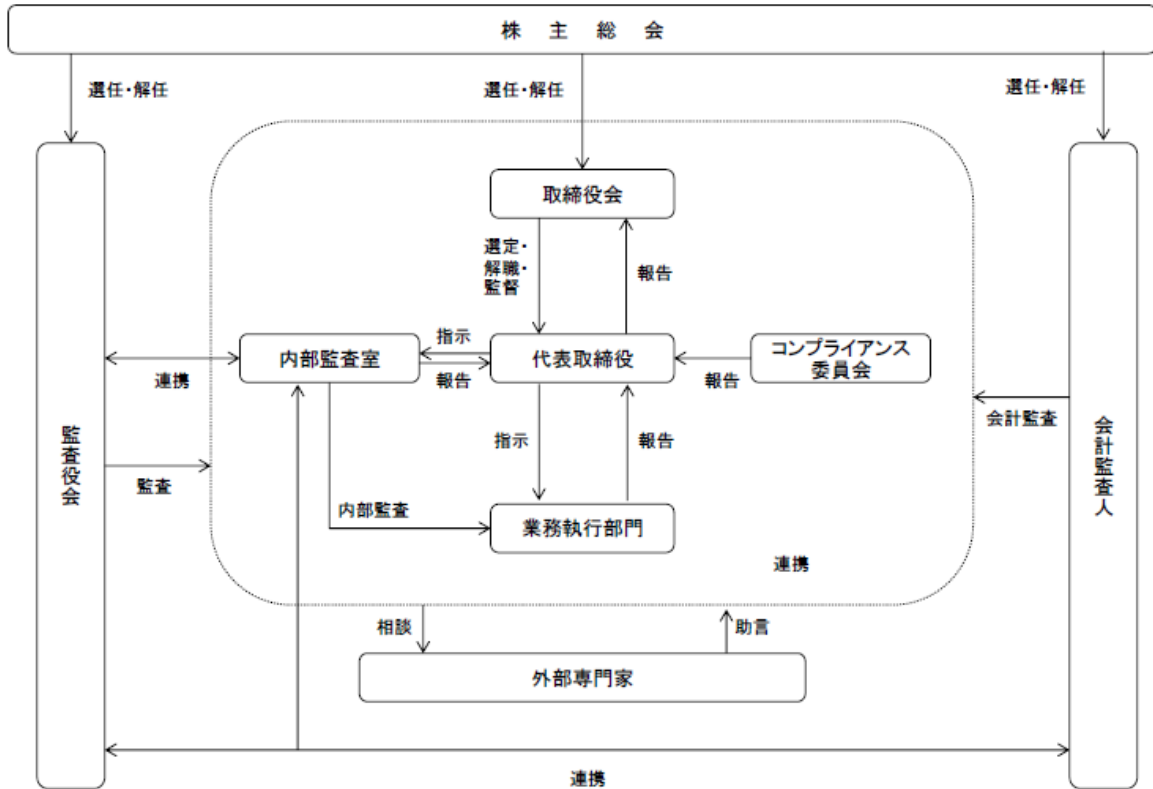 株 主 総 会
選任・解任
選任・解任
選任・解任
取締役会
選定・
解職・
監督
報告
内部監査室
指示
報告
代表取締役
報告
コンプライアンス
委員会
連携
会計監査
監査役会
会計監査人
監査
指示
報告
内部監査
業務執行部門
連携
相談
助言
外部専門家
連携